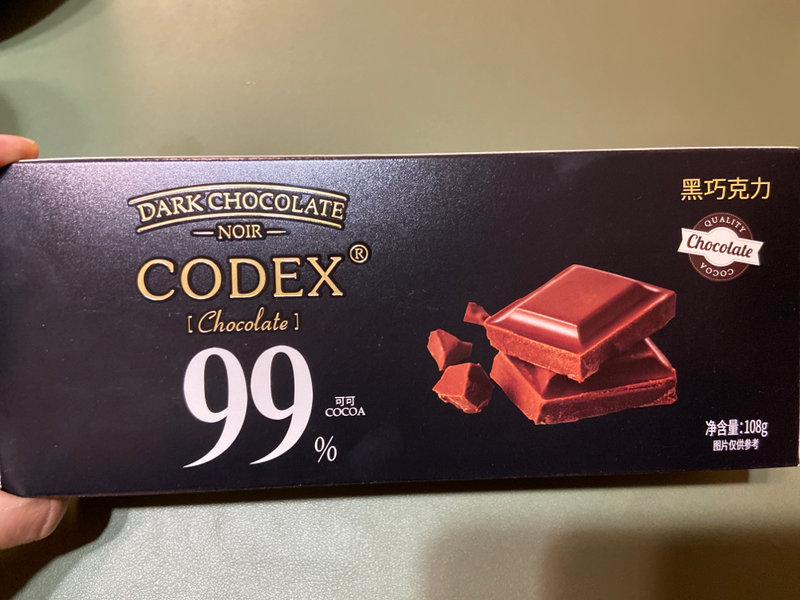 DARK CHOCOLATE
NOIR
CODEX®
[Chocolate]
99%
可可
COCOA
黑巧克力
QUALITY
Chocolate
COCOA
净含量:108g
图片仅供参考